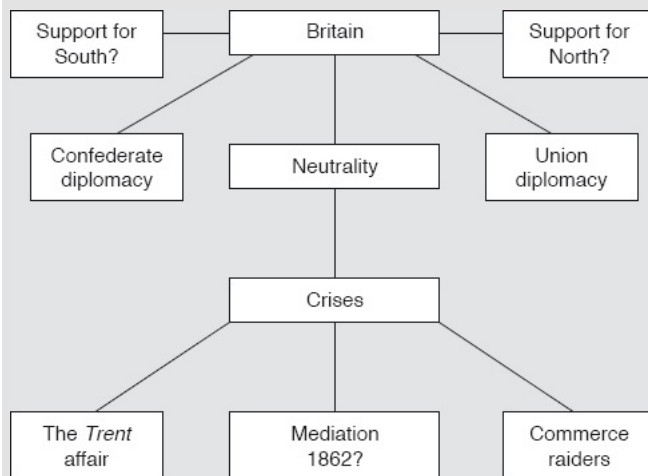 Support for
South?
Britain
Support for
North?
Confederate
diplomacy
Neutrality
Union
diplomacy
Crises
The Trent
affair
Mediation
1862?
Commerce
raiders